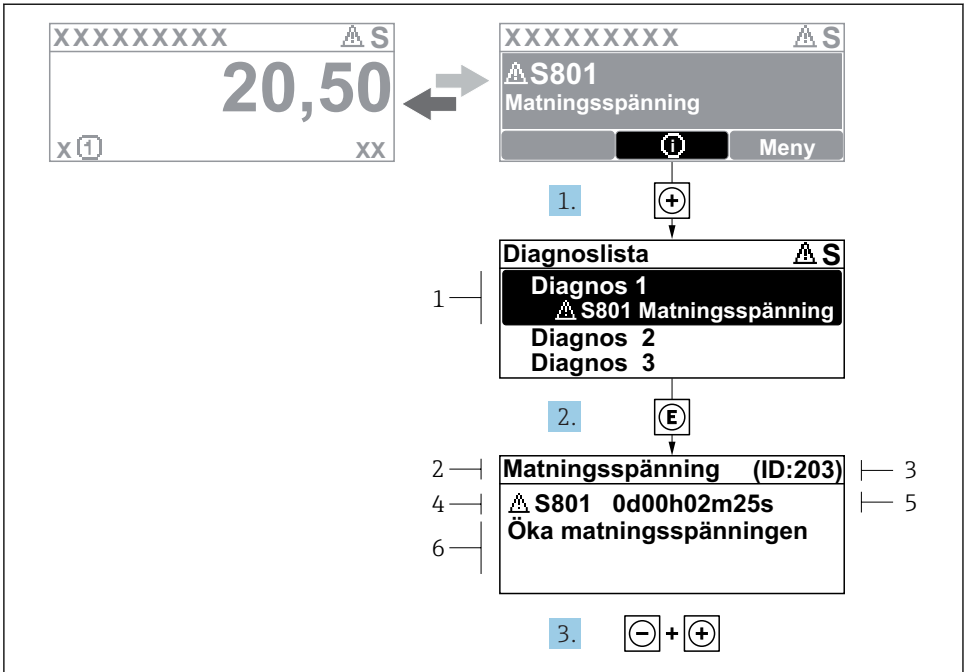 XXXXXXXXX ⚠ S
20,50
x ① xx
XXXXXXXXX ⚠ S
⚠ S801
Matningsspänning
ⓘ Meny
1. +
Diagnoslista ⚠ S
1
Diagnos 1
⚠ S801 Matningsspänning
Diagnos 2
Diagnos 3
2. E
2 Matningsspänning (ID:203) 3
4 ⚠ S801 0d00h02m25s 5
6 Öka matningsspänningen
3. - + +